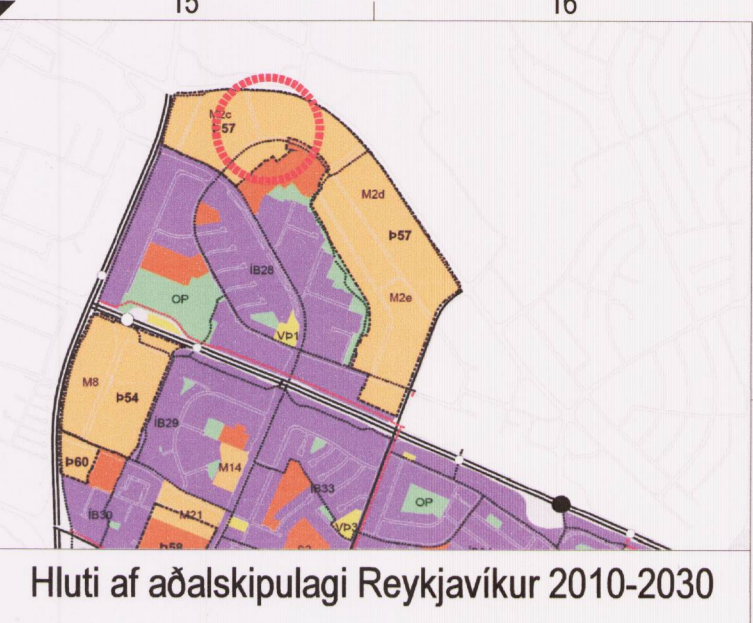 15 16
M2c
Þ57
M2d
Þ57
ÍB28
M2e
OP
VÞ1
M8
Þ54
ÍB29
M14
Þ60
ÍB33
OP
ÍB30
M21
VÞ3
Þ58
Hluti af aðalskipulagi Reykjavíkur 2010-2030